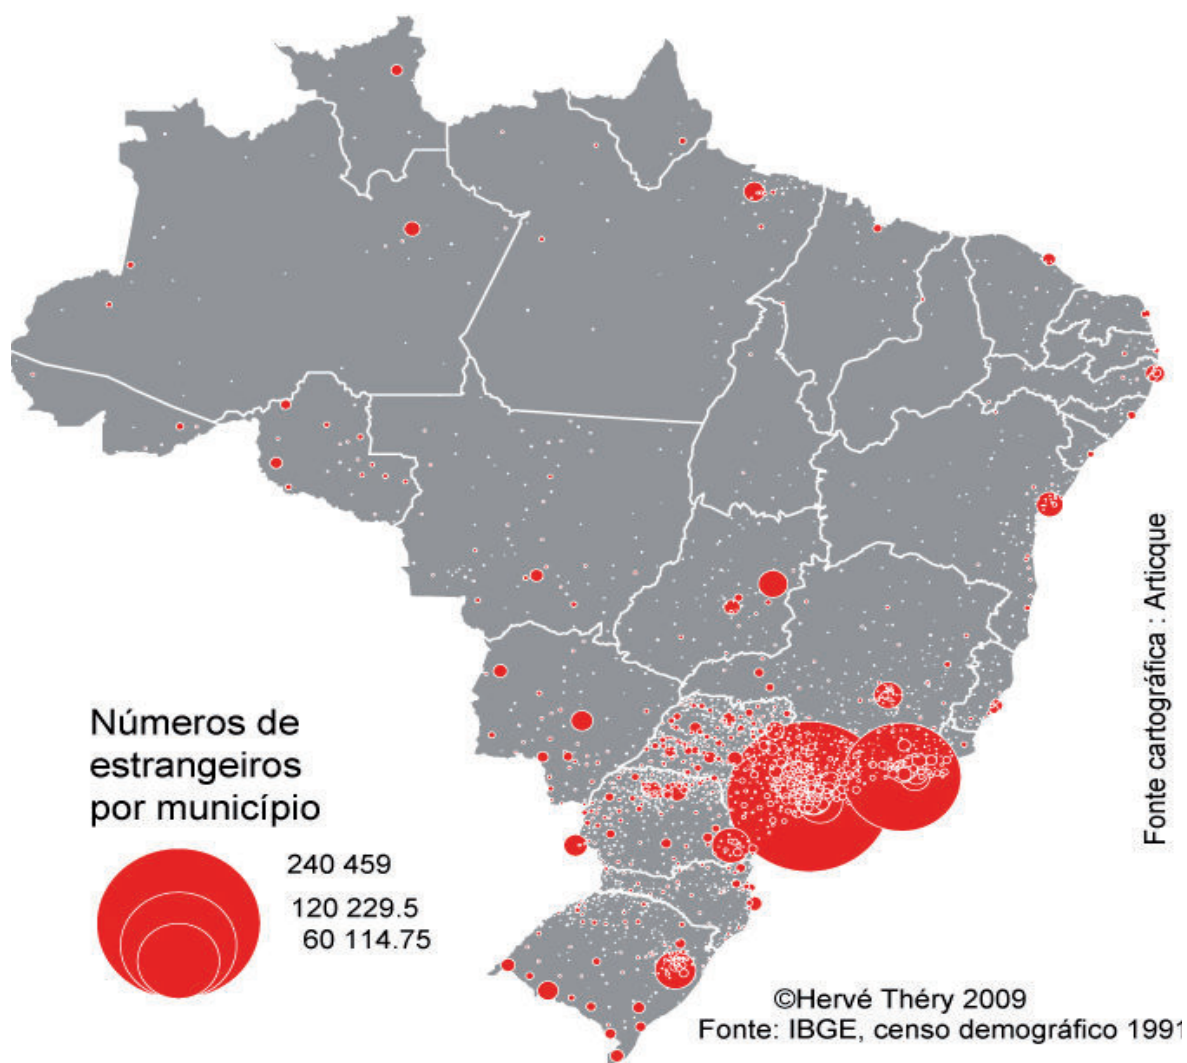 Números de
estrangeiros
por município
240 459
120 229.5
60 114.75
Fonte cartográfica : Articque
©Hervé Théry 2009
Fonte: IBGE, censo demográfico 1991